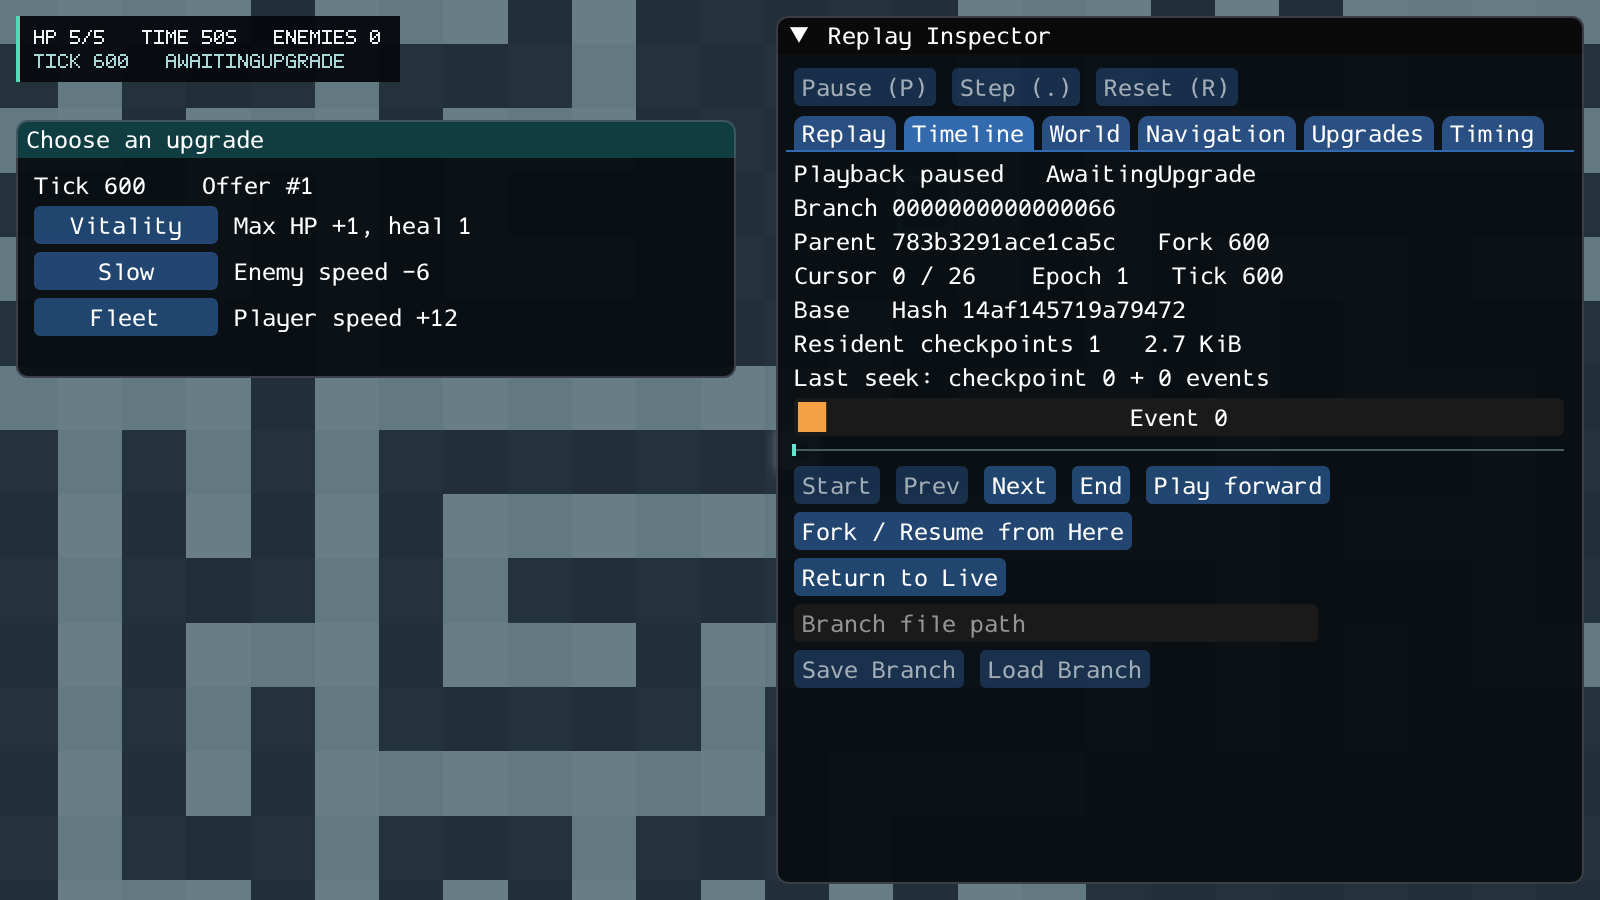 HP 5/5 TIME 50S ENEMIES 0
TICK 600 AWAITINGUPGRADE
Choose an upgrade
Tick 600 Offer #1
Vitality Max HP +1, heal 1
Slow Enemy speed -6
Fleet Player speed +12
Replay Inspector
Pause (P) Step (.) Reset (R)
Replay Timeline World Navigation Upgrades Timing
Playback paused AwaitingUpgrade
Branch 0000000000000066
Parent 783b3291ace1ca5c Fork 600
Cursor 0 / 26 Epoch 1 Tick 600
Base Hash 14af145719a79472
Resident checkpoints 1 2.7 KiB
Last seek: checkpoint 0 + 0 events
Event 0
Start Prev Next End Play forward
Fork / Resume from Here
Return to Live
Branch file path
Save Branch Load Branch